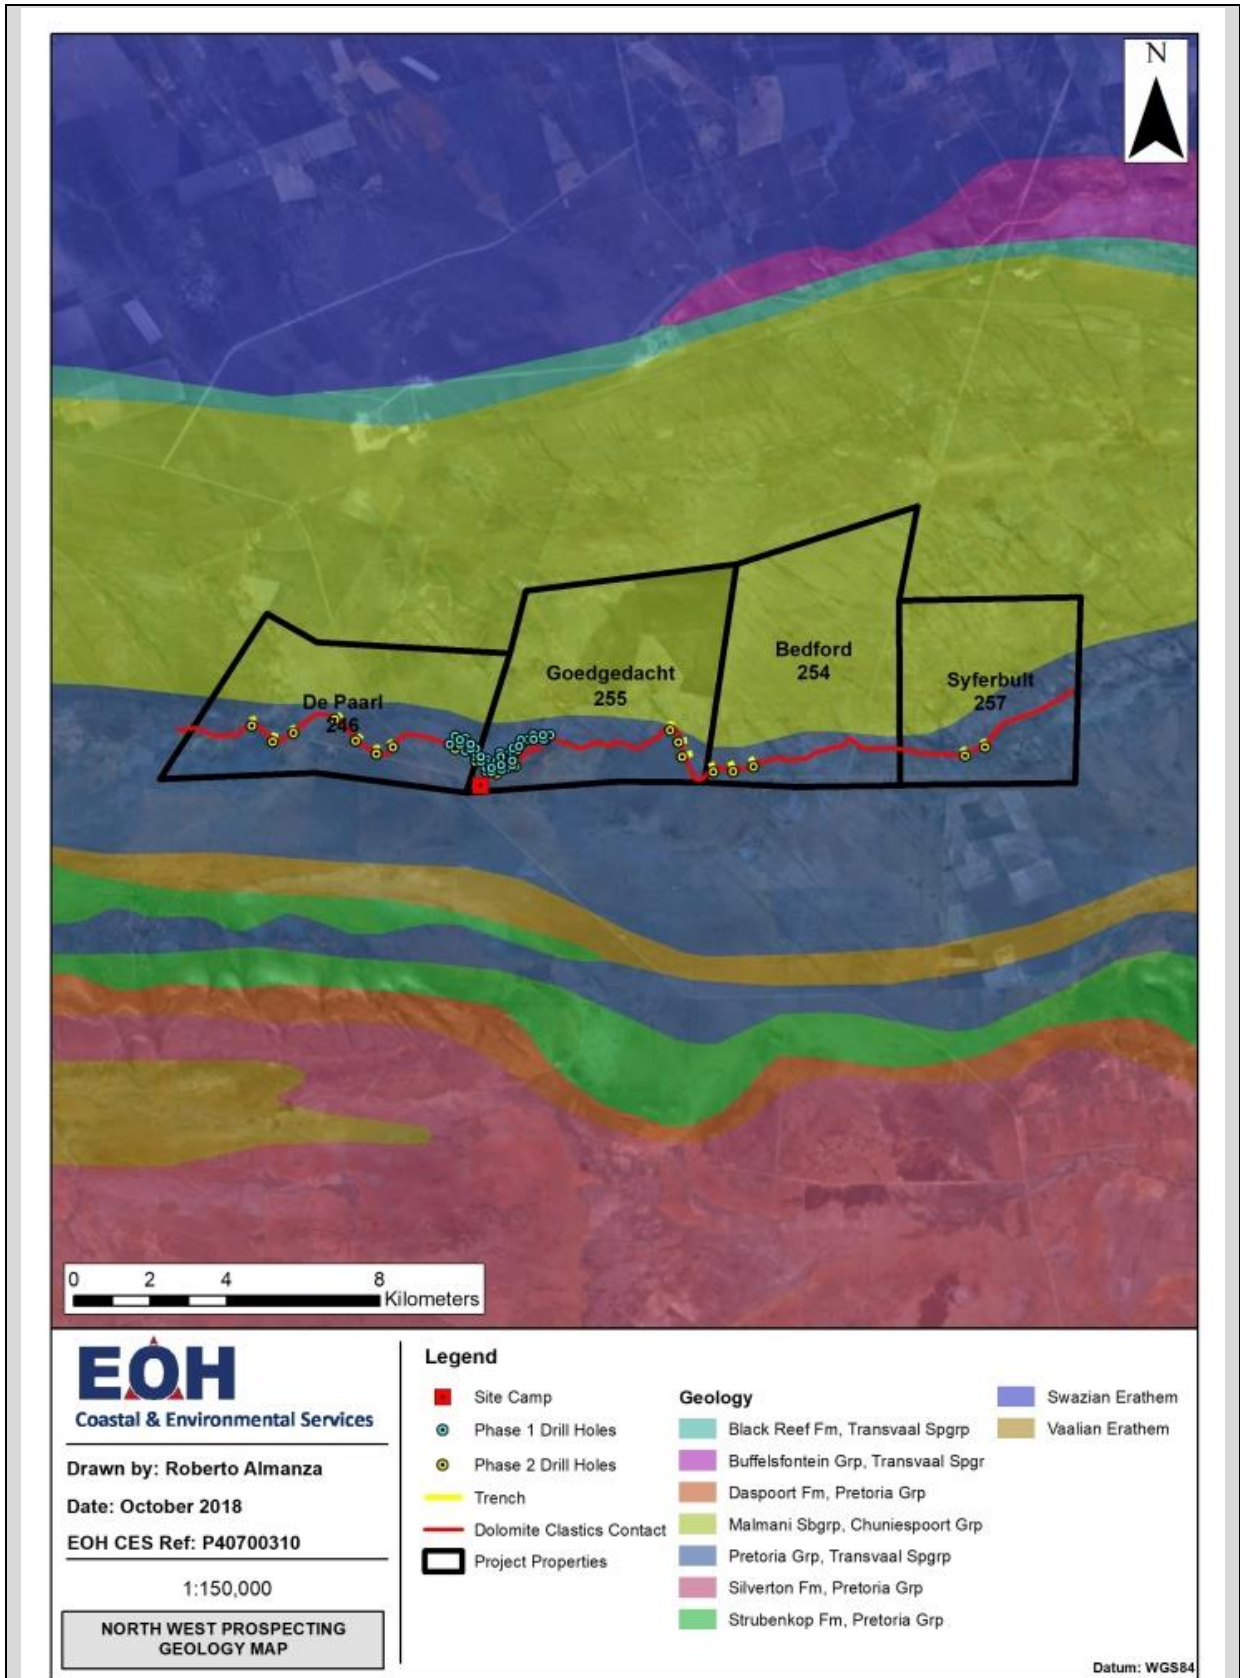 N
De Paarl
246
Goedgedacht
255
Bedford
254
Syferbult
257
0 2 4 8
Kilometers
EOH
Coastal & Environmental Services
Drawn by: Roberto Almanza
Date: October 2018
EOH CES Ref: P40700310
1:150,000
NORTH WEST PROSPECTING
GEOLOGY MAP
Legend
Site Camp
Phase 1 Drill Holes
Phase 2 Drill Holes
Trench
Dolomite Clastics Contact
Project Properties
Geology
Black Reef Fm, Transvaal Spgrp
Buffelsfontein Grp, Transvaal Spgr
Daspoort Fm, Pretoria Grp
Malmani Sbgrp, Chuniespoort Grp
Pretoria Grp, Transvaal Spgrp
Silverton Fm, Pretoria Grp
Strubenkop Fm, Pretoria Grp
Swazian Erathem
Vaalian Erathem
Datum: WGS84